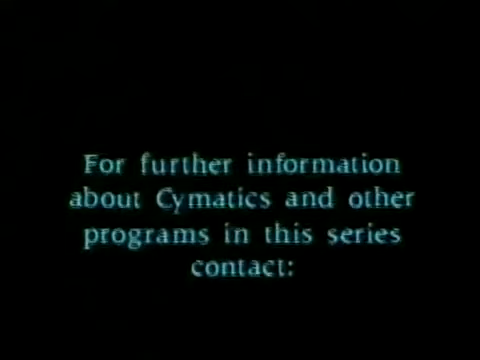 For further information
about Cymatics and other
programs in this series
contact: